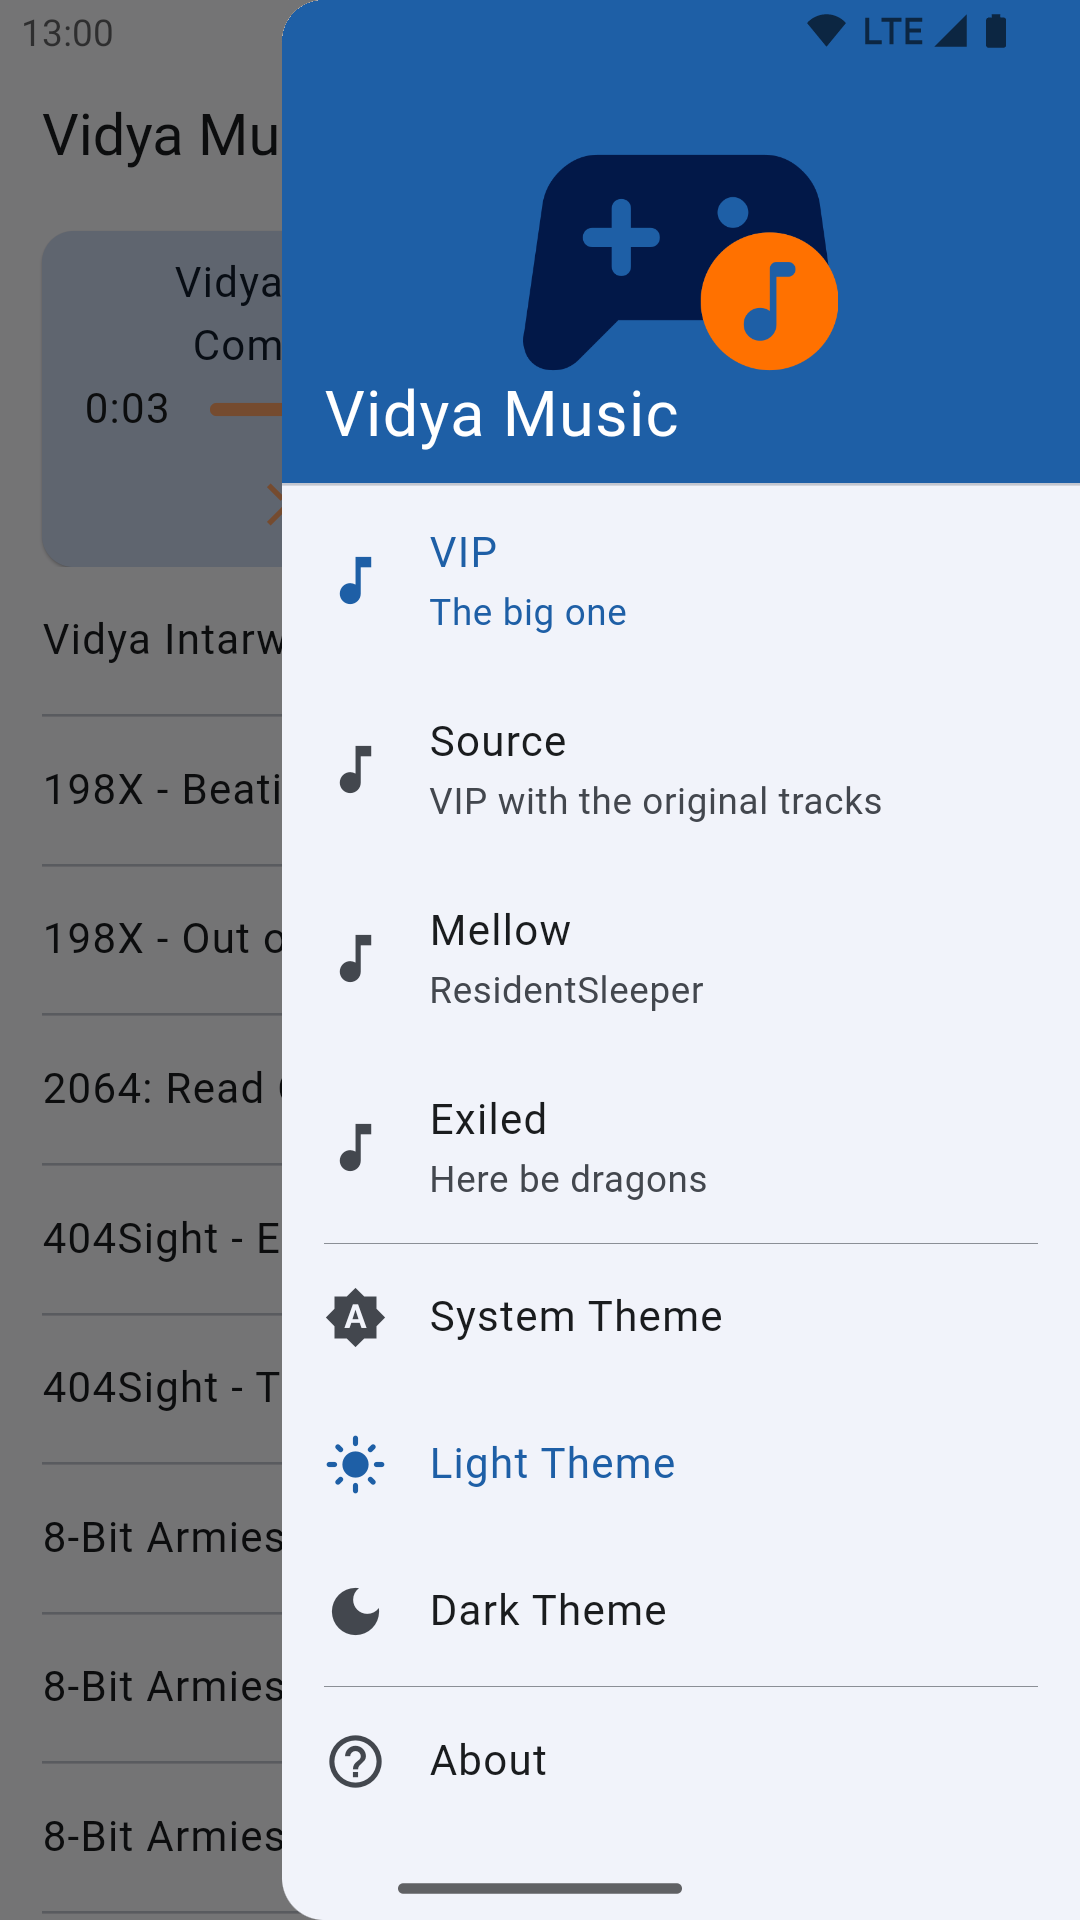 13:00
LTE
Vidya Mu
Vidya
Com
0:03
Vidya Intarw
198X - Beati
198X - Out o
2064: Read
404Sight - E
404Sight - T
8-Bit Armies
8-Bit Armies
8-Bit Armies
Vidya Music
VIP
The big one
Source
VIP with the original tracks
Mellow
ResidentSleeper
Exiled
Here be dragons
A
System Theme
Light Theme
Dark Theme
About